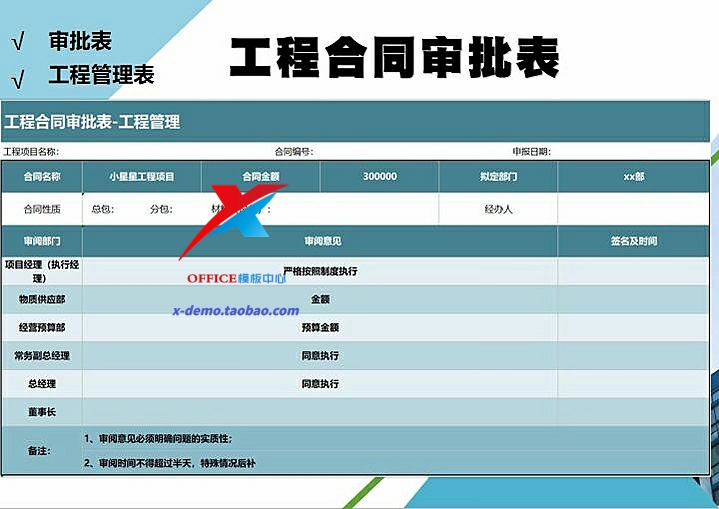 √ 审批表
√ 工程管理表
工程合同审批表
工程合同审批表-工程管理
工程项目名称： 合同编号： 申报日期：
合同名称 小星星工程项目 合同金额 300000 拟定部门 xx部
合同性质 总包： 分包： 材 ： 经办人
审阅部门 审阅意见 签名及时间
项目经理（执行经理） 严格按照制度执行
OFFICE模板中心
物质供应部 金额
x-demo.taobao.com
经营预算部 预算金额
常务副总经理 同意执行
总经理 同意执行
董事长
备注：
1、审阅意见必须明确问题的实质性；
2、审阅时间不得超过半天，特殊情况后补